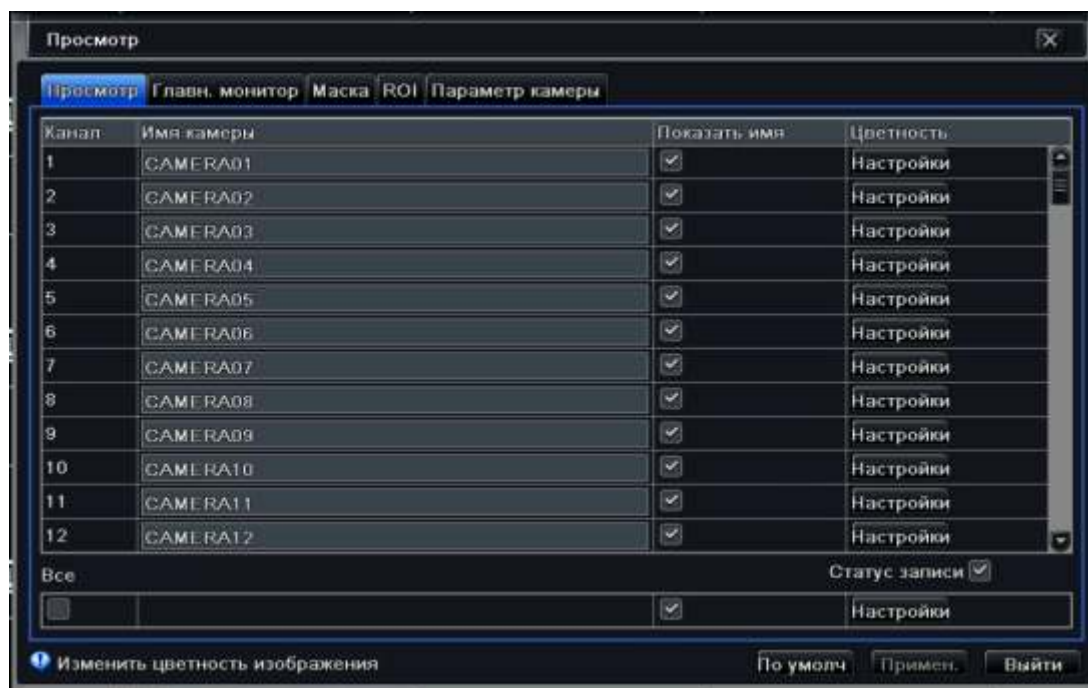 Просмотр
Просмотр Главн. монитор Маска ROI Параметр камеры
Канал Имя камеры Показать имя Цветность
1 CAMERA01 Настройки
2 CAMERA02 Настройки
3 CAMERA03 Настройки
4 CAMERA04 Настройки
5 CAMERA05 Настройки
6 CAMERA06 Настройки
7 CAMERA07 Настройки
8 CAMERA08 Настройки
9 CAMERA09 Настройки
10 CAMERA10 Настройки
11 CAMERA11 Настройки
12 CAMERA12 Настройки
Все Статус записи
Настройки
Изменить цветность изображения По умолч Примен. Выйти